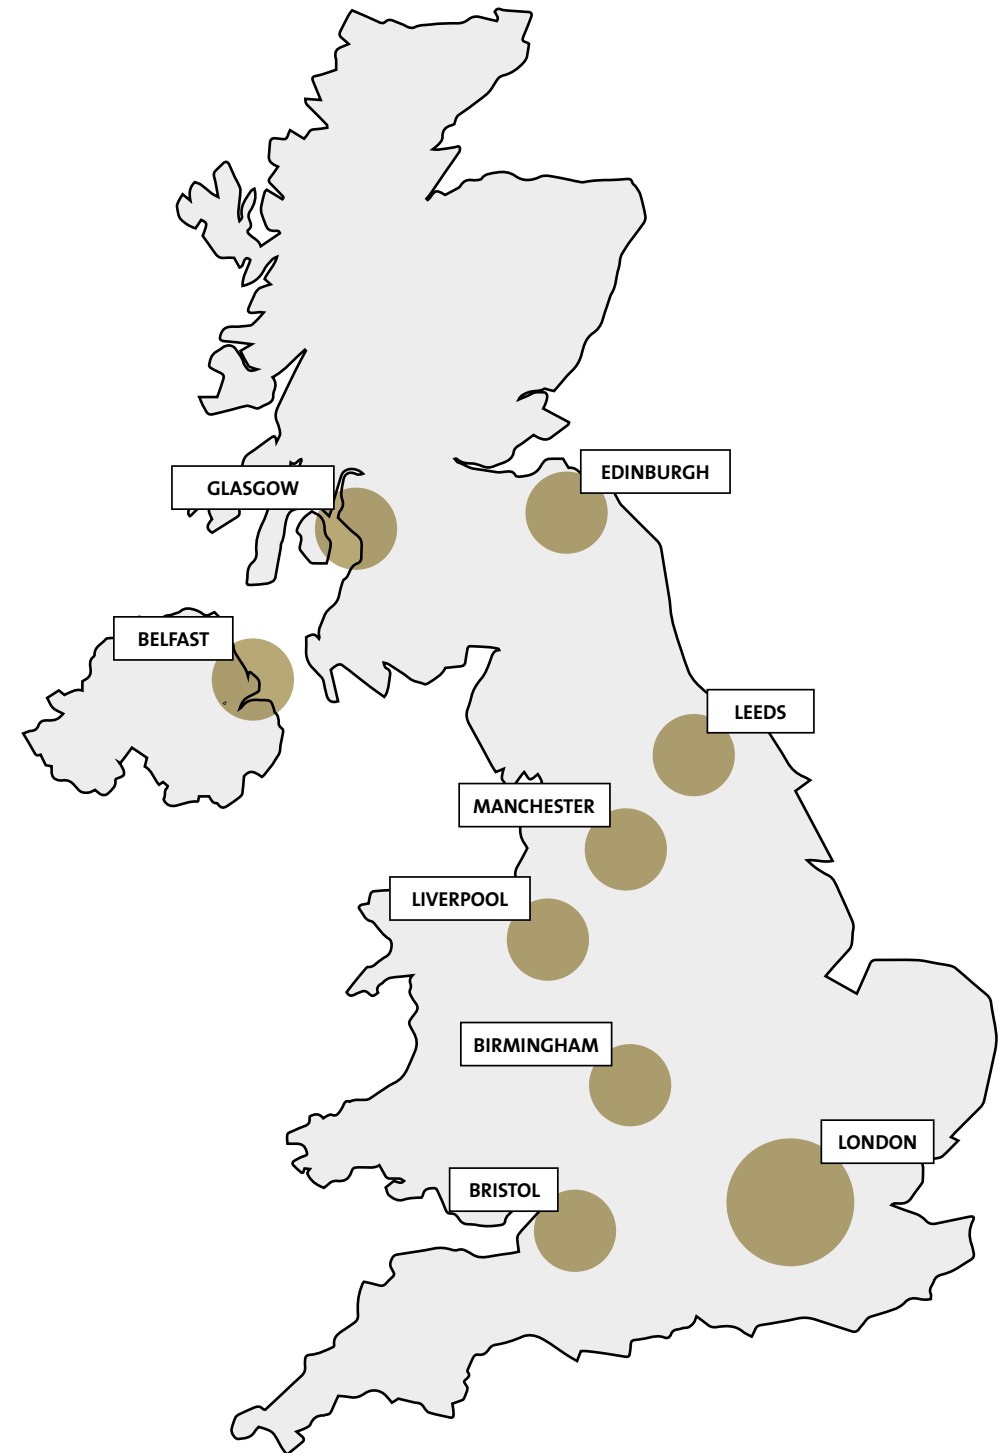 EDINBURGH
GLASGOW
BELFAST
LEEDS
MANCHESTER
LIVERPOOL
BIRMINGHAM
LONDON
BRISTOL